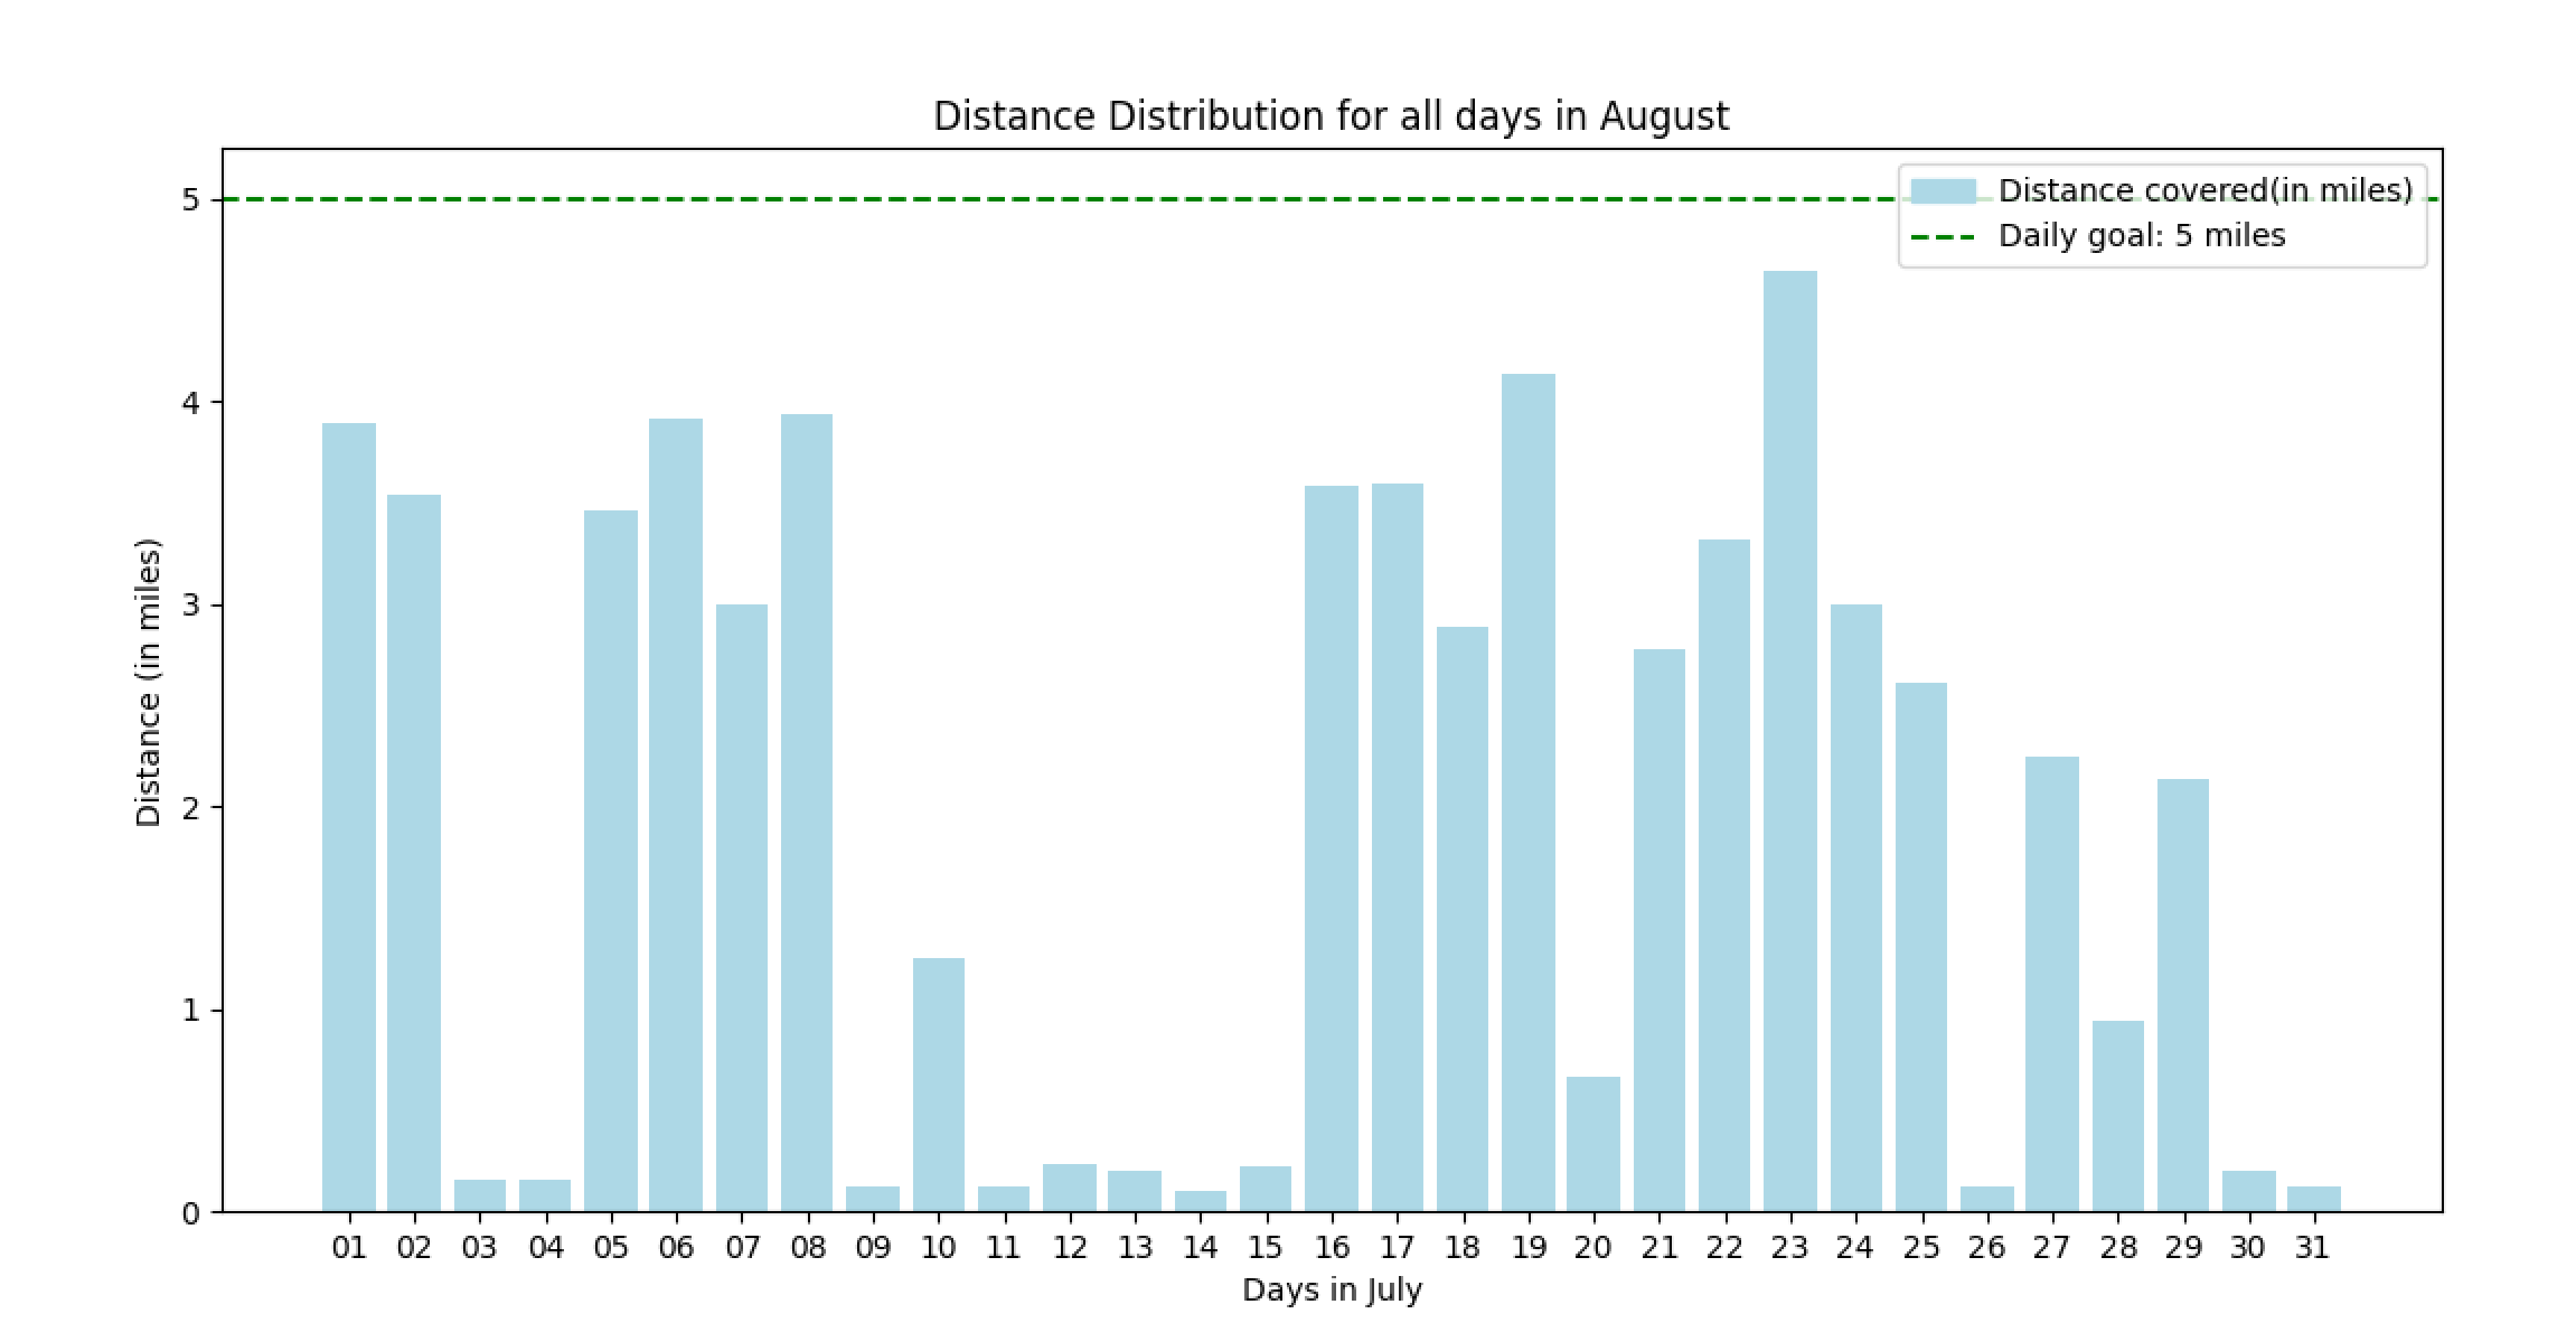 Distance Distribution for all days in August
Distance covered(in miles)
Daily goal: 5 miles
Distance (in miles)
5
4
3
2
1
0
01 02 03 04 05 06 07 08 09 10 11 12 13 14 15 16 17 18 19 20 21 22 23 24 25 26 27 28 29 30 31
Days in July